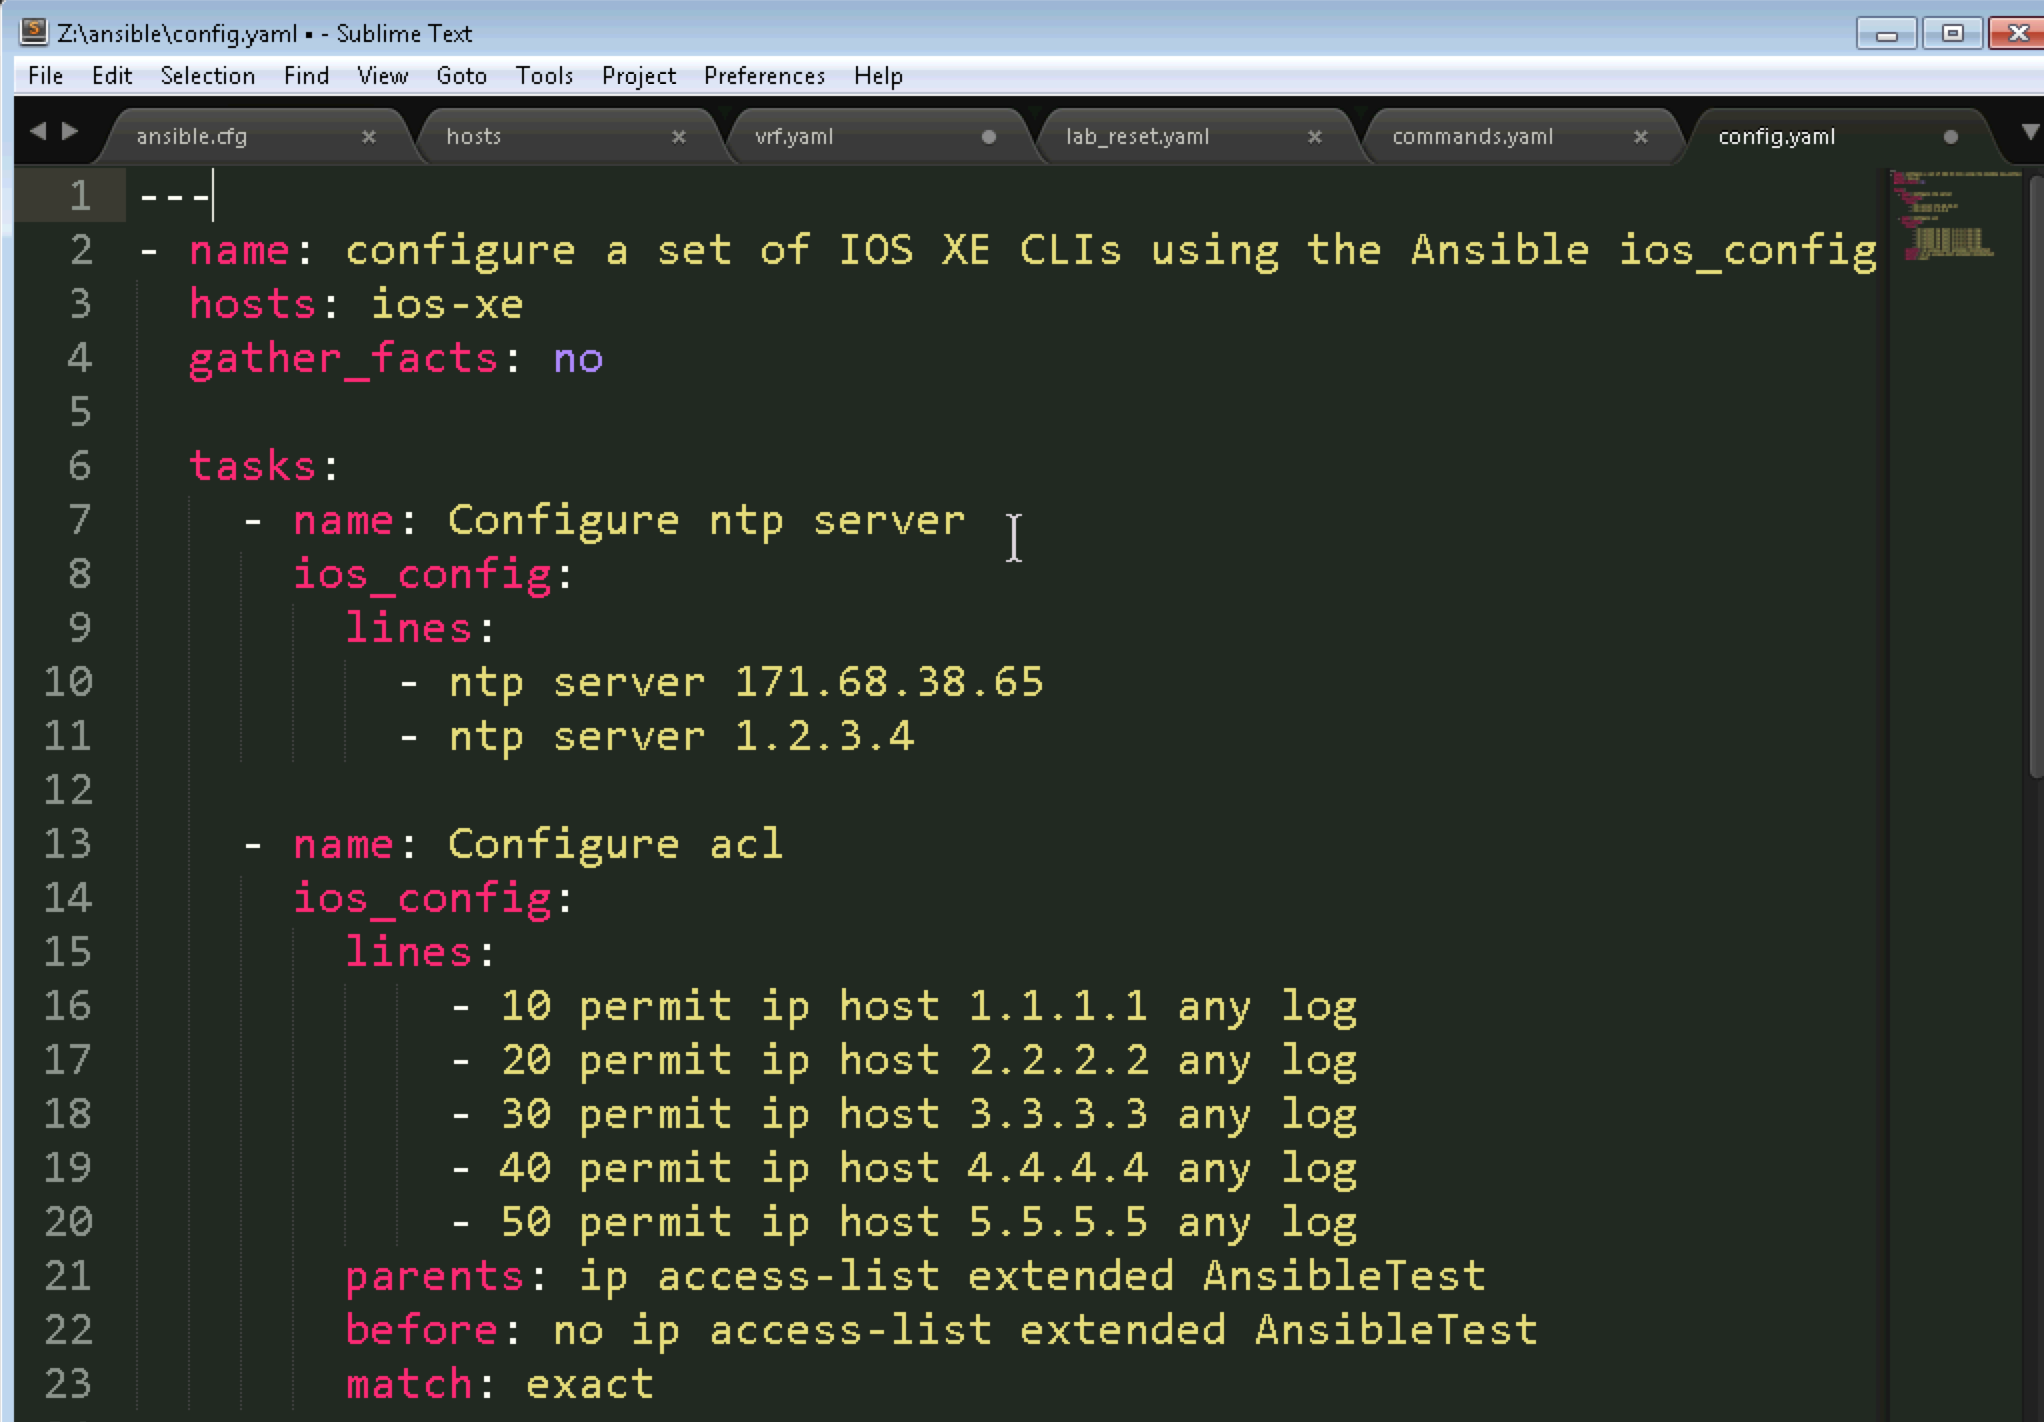 Z:\ansible\config.yaml • - Sublime Text
File Edit Selection Find View Goto Tools Project Preferences Help
ansible.cfg hosts vrf.yaml lab_reset.yaml commands.yaml config.yaml
1 ---
2 - name: configure a set of IOS XE CLIs using the Ansible ios_config
3 hosts: ios-xe
4 gather_facts: no
5
6 tasks:
7 - name: Configure ntp server
8 ios_config:
9 lines:
10 - ntp server 171.68.38.65
11 - ntp server 1.2.3.4
12
13 - name: Configure acl
14 ios_config:
15 lines:
16 - 10 permit ip host 1.1.1.1 any log
17 - 20 permit ip host 2.2.2.2 any log
18 - 30 permit ip host 3.3.3.3 any log
19 - 40 permit ip host 4.4.4.4 any log
20 - 50 permit ip host 5.5.5.5 any log
21 parents: ip access-list extended AnsibleTest
22 before: no ip access-list extended AnsibleTest
23 match: exact